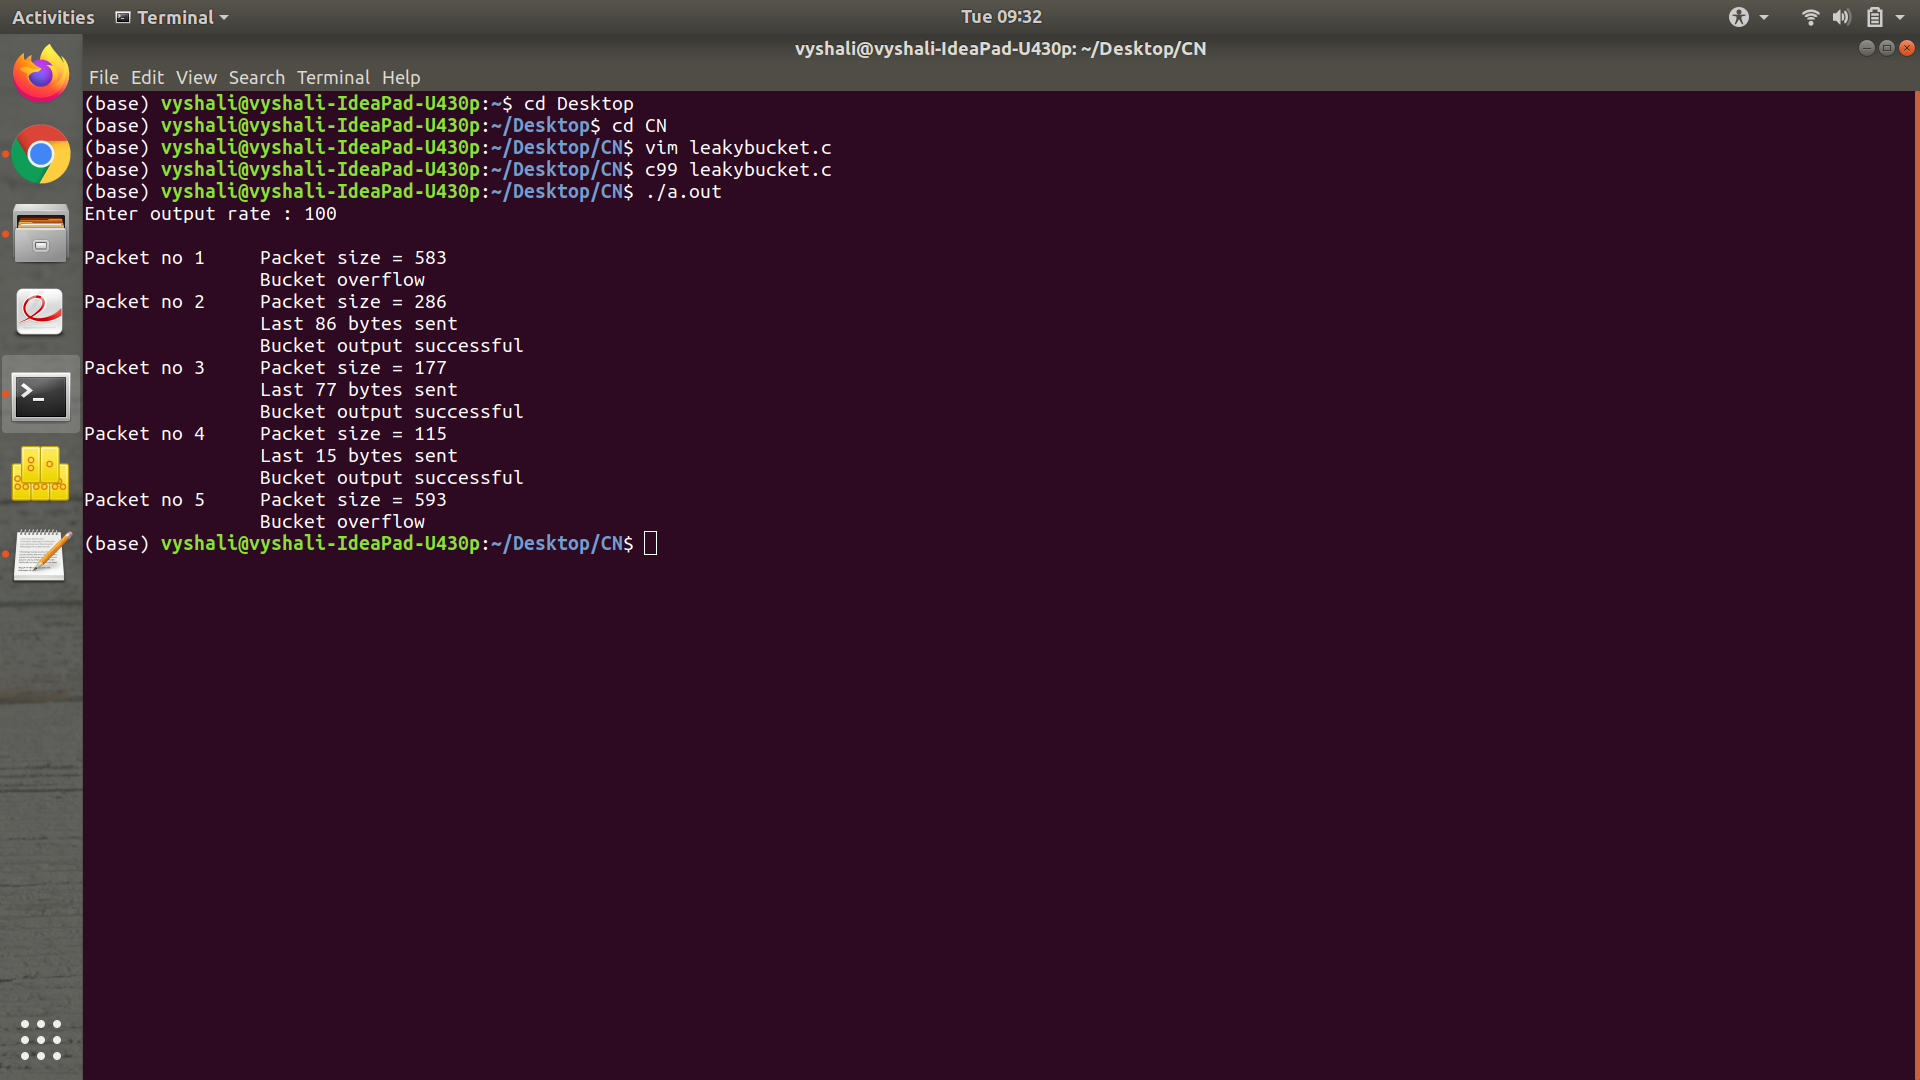 Activities Terminal Tue 09:32
vyshali@vyshali-IdeaPad-U430p: ~/Desktop/CN
File Edit View Search Terminal Help
(base) vyshali@vyshali-IdeaPad-U430p:~$ cd Desktop
(base) vyshali@vyshali-IdeaPad-U430p:~/Desktop$ cd CN
(base) vyshali@vyshali-IdeaPad-U430p:~/Desktop/CN$ vim leakybucket.c
(base) vyshali@vyshali-IdeaPad-U430p:~/Desktop/CN$ c99 leakybucket.c
(base) vyshali@vyshali-IdeaPad-U430p:~/Desktop/CN$ ./a.out
Enter output rate : 100
Packet no 1     Packet size = 583
                Bucket overflow
Packet no 2     Packet size = 286
                Last 86 bytes sent
                Bucket output successful
Packet no 3     Packet size = 177
                Last 77 bytes sent
                Bucket output successful
Packet no 4     Packet size = 115
                Last 15 bytes sent
                Bucket output successful
Packet no 5     Packet size = 593
                Bucket overflow
(base) vyshali@vyshali-IdeaPad-U430p:~/Desktop/CN$